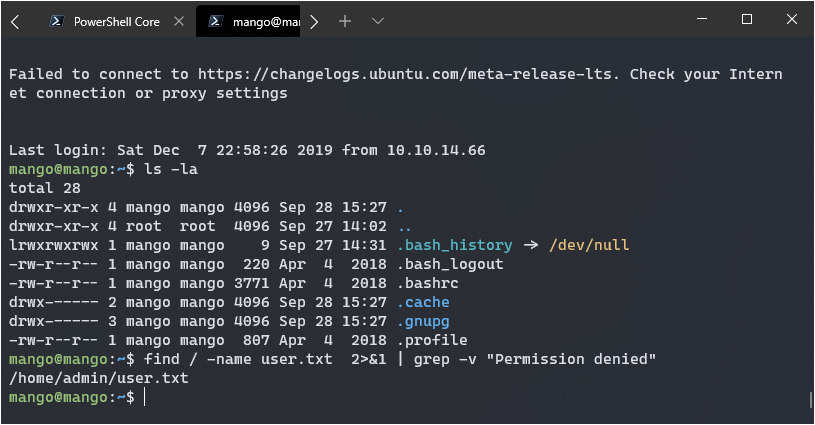 PowerShell Core
mango@man
Failed to connect to https://changelogs.ubuntu.com/meta-release-lts. Check your Intern
et connection or proxy settings
Last login: Sat Dec  7 22:58:26 2019 from 10.10.14.66
mango@mango:~$ ls -la
total 28
drwxr-xr-x 4 mango mango 4096 Sep 28 15:27 .
drwxr-xr-x 4 root  root  4096 Sep 27 14:02 ..
lrwxrwxrwx 1 mango mango    9 Sep 27 14:31 .bash_history -> /dev/null
-rw-r--r-- 1 mango mango  220 Apr  4  2018 .bash_logout
-rw-r--r-- 1 mango mango 3771 Apr  4  2018 .bashrc
drwx------ 2 mango mango 4096 Sep 28 15:27 .cache
drwx------ 3 mango mango 4096 Sep 28 15:27 .gnupg
-rw-r--r-- 1 mango mango  807 Apr  4  2018 .profile
mango@mango:~$ find / -name user.txt  2>&1 | grep -v "Permission denied"
/home/admin/user.txt
mango@mango:~$